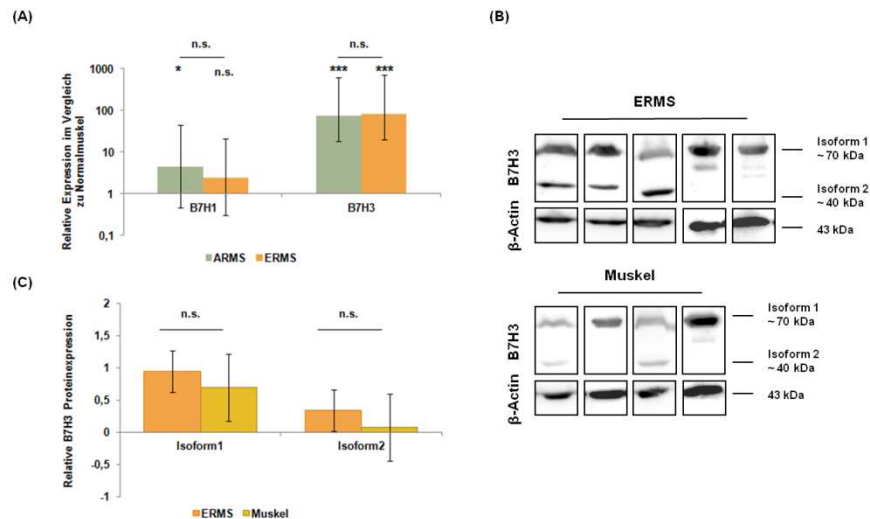 (A)
n.s.
n.s.
*
n.s.
***
***
1000
100
10
1
0,1
Relative Expression im Vergleich
zu Normalmuskel
B7H1
B7H3
ARMS
ERMS
(B)
ERMS
B7H3
Isoform 1
~70 kDa
Isoform 2
~40 kDa
β-Actin
43 kDa
Muskel
B7H3
Isoform 1
~70 kDa
Isoform 2
~40 kDa
β-Actin
43 kDa
(C)
n.s.
n.s.
2
1,5
1
0,5
0
-0,5
-1
Relative B7H3 Proteinexpression
Isoform1
Isoform2
ERMS
Muskel